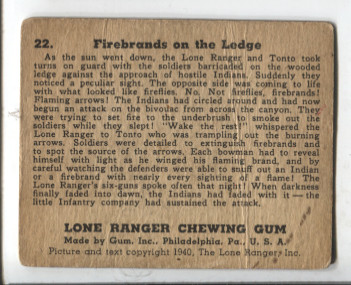 22. Firebrands on the Ledge
As the sun went down, the Lone Ranger and Tonto took
turns on guard with the soldiers barricaded on the wooded
ledge against the approach of hostile Indians. Suddenly they
noticed a peculiar sight. The opposite side was coming to life
with what looked like fireflies. No. Not fireflies, firebrands!
Flaming arrows! The Indians had circled around and had now
begun an attack on the bivouac from across the canyon. They
were trying to set fire to the underbrush to smoke out the
soldiers while they slept! "Wake the rest!" whispered the
Lone Ranger to Tonto who was trampling out the burning
arrows. Soldiers were detailed to extinguish firebrands and
to spot the source of the arrows. Each bowman had to reveal
himself with light as he winged his flaming brand, and by
careful watching the defenders were able to snuff out an Indian
or a firebrand with nearly every sighting of a flame! The
Lone Ranger's six-guns spoke often that night! When darkness
finally faded into dawn, the Indians had faded with it — the
little Infantry company had sustained the attack.
LONE RANGER CHEWING GUM
Made by Gum, Inc., Philadelphia, Pa., U. S. A.
Picture and text copyright 1940, The Lone Ranger Inc.